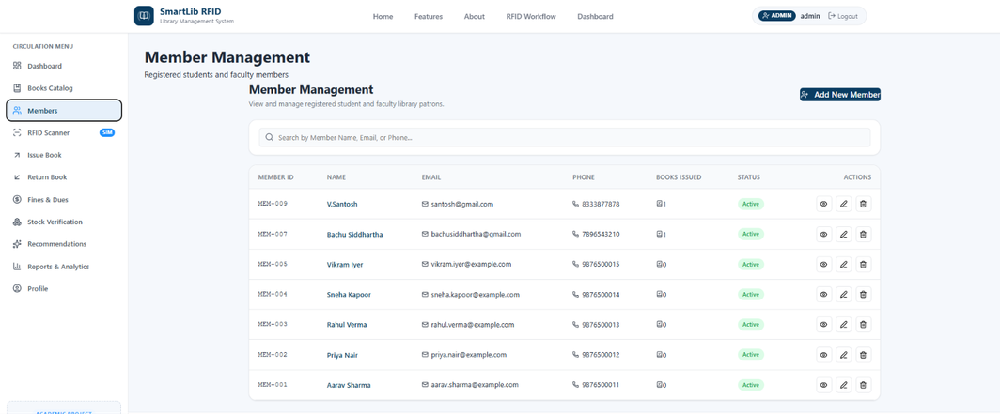 SmartLib RFID
Library Management System
Home Features About RFID Workflow Dashboard
ADMIN admin Logout
CIRCULATION MENU
Dashboard
Books Catalog
Members
RFID Scanner SIM
Issue Book
Return Book
Fines & Dues
Stock Verification
Recommendations
Reports & Analytics
Profile
ACADEMIC PROJECT
Member Management
Registered students and faculty members
Member Management
View and manage registered student and faculty library patrons.
Add New Member
Search by Member Name, Email, or Phone...
MEMBER ID NAME EMAIL PHONE BOOKS ISSUED STATUS ACTIONS
MEM-009 V.Santosh santosh@gmail.com 8333877878 1 Active
MEM-007 Bachu Siddhartha bachusiddhartha@gmail.com 7896543210 1 Active
MEM-005 Vikram Iyer vikram.iyer@example.com 9876500015 0 Active
MEM-004 Sneha Kapoor sneha.kapoor@example.com 9876500014 0 Active
MEM-003 Rahul Verma rahul.verma@example.com 9876500013 0 Active
MEM-002 Priya Nair priya.nair@example.com 9876500012 0 Active
MEM-001 Aarav Sharma aarav.sharma@example.com 9876500011 0 Active